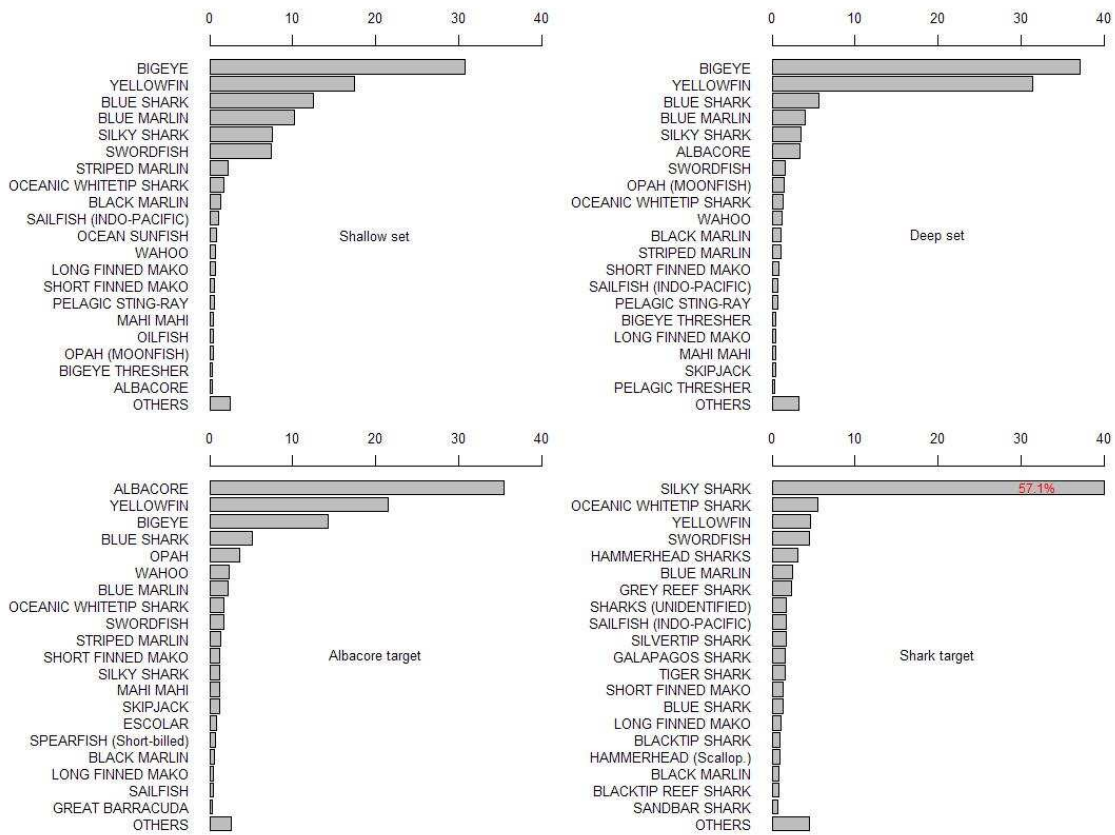 0 10 20 30 40
BIGEYE
YELLOWFIN
BLUE SHARK
BLUE MARLIN
SILKY SHARK
SWORDFISH
STRIPED MARLIN
OCEANIC WHITETIP SHARK
BLACK MARLIN
SAILFISH (INDO-PACIFIC)
OCEAN SUNFISH
WAHOO
LONG FINNED MAKO
SHORT FINNED MAKO
PELAGIC STING-RAY
MAHI MAHI
OILFISH
OPAH (MOONFISH)
BIGEYE THRESHER
ALBACORE
OTHERS
Shallow set
0 10 20 30 40
BIGEYE
YELLOWFIN
BLUE SHARK
BLUE MARLIN
SILKY SHARK
ALBACORE
SWORDFISH
OPAH (MOONFISH)
OCEANIC WHITETIP SHARK
WAHOO
BLACK MARLIN
STRIPED MARLIN
SHORT FINNED MAKO
SAILFISH (INDO-PACIFIC)
PELAGIC STING-RAY
BIGEYE THRESHER
LONG FINNED MAKO
MAHI MAHI
SKIPJACK
PELAGIC THRESHER
OTHERS
Deep set
0 10 20 30 40
ALBACORE
YELLOWFIN
BIGEYE
BLUE SHARK
OPAH
WAHOO
BLUE MARLIN
OCEANIC WHITETIP SHARK
SWORDFISH
STRIPED MARLIN
SHORT FINNED MAKO
SILKY SHARK
MAHI MAHI
SKIPJACK
ESCOLAR
SPEARFISH (Short-billed)
BLACK MARLIN
LONG FINNED MAKO
SAILFISH
GREAT BARRACUDA
OTHERS
Albacore target
0 10 20 30 40
SILKY SHARK 57.1%
OCEANIC WHITETIP SHARK
YELLOWFIN
SWORDFISH
HAMMERHEAD SHARKS
BLUE MARLIN
GREY REEF SHARK
SHARKS (UNIDENTIFIED)
SAILFISH (INDO-PACIFIC)
SILVERTIP SHARK
GALAPAGOS SHARK
TIGER SHARK
SHORT FINNED MAKO
BLUE SHARK
LONG FINNED MAKO
BLACKTIP SHARK
HAMMERHEAD (Scallop.)
BLACK MARLIN
BLACKTIP REEF SHARK
SANDBAR SHARK
OTHERS
Shark target